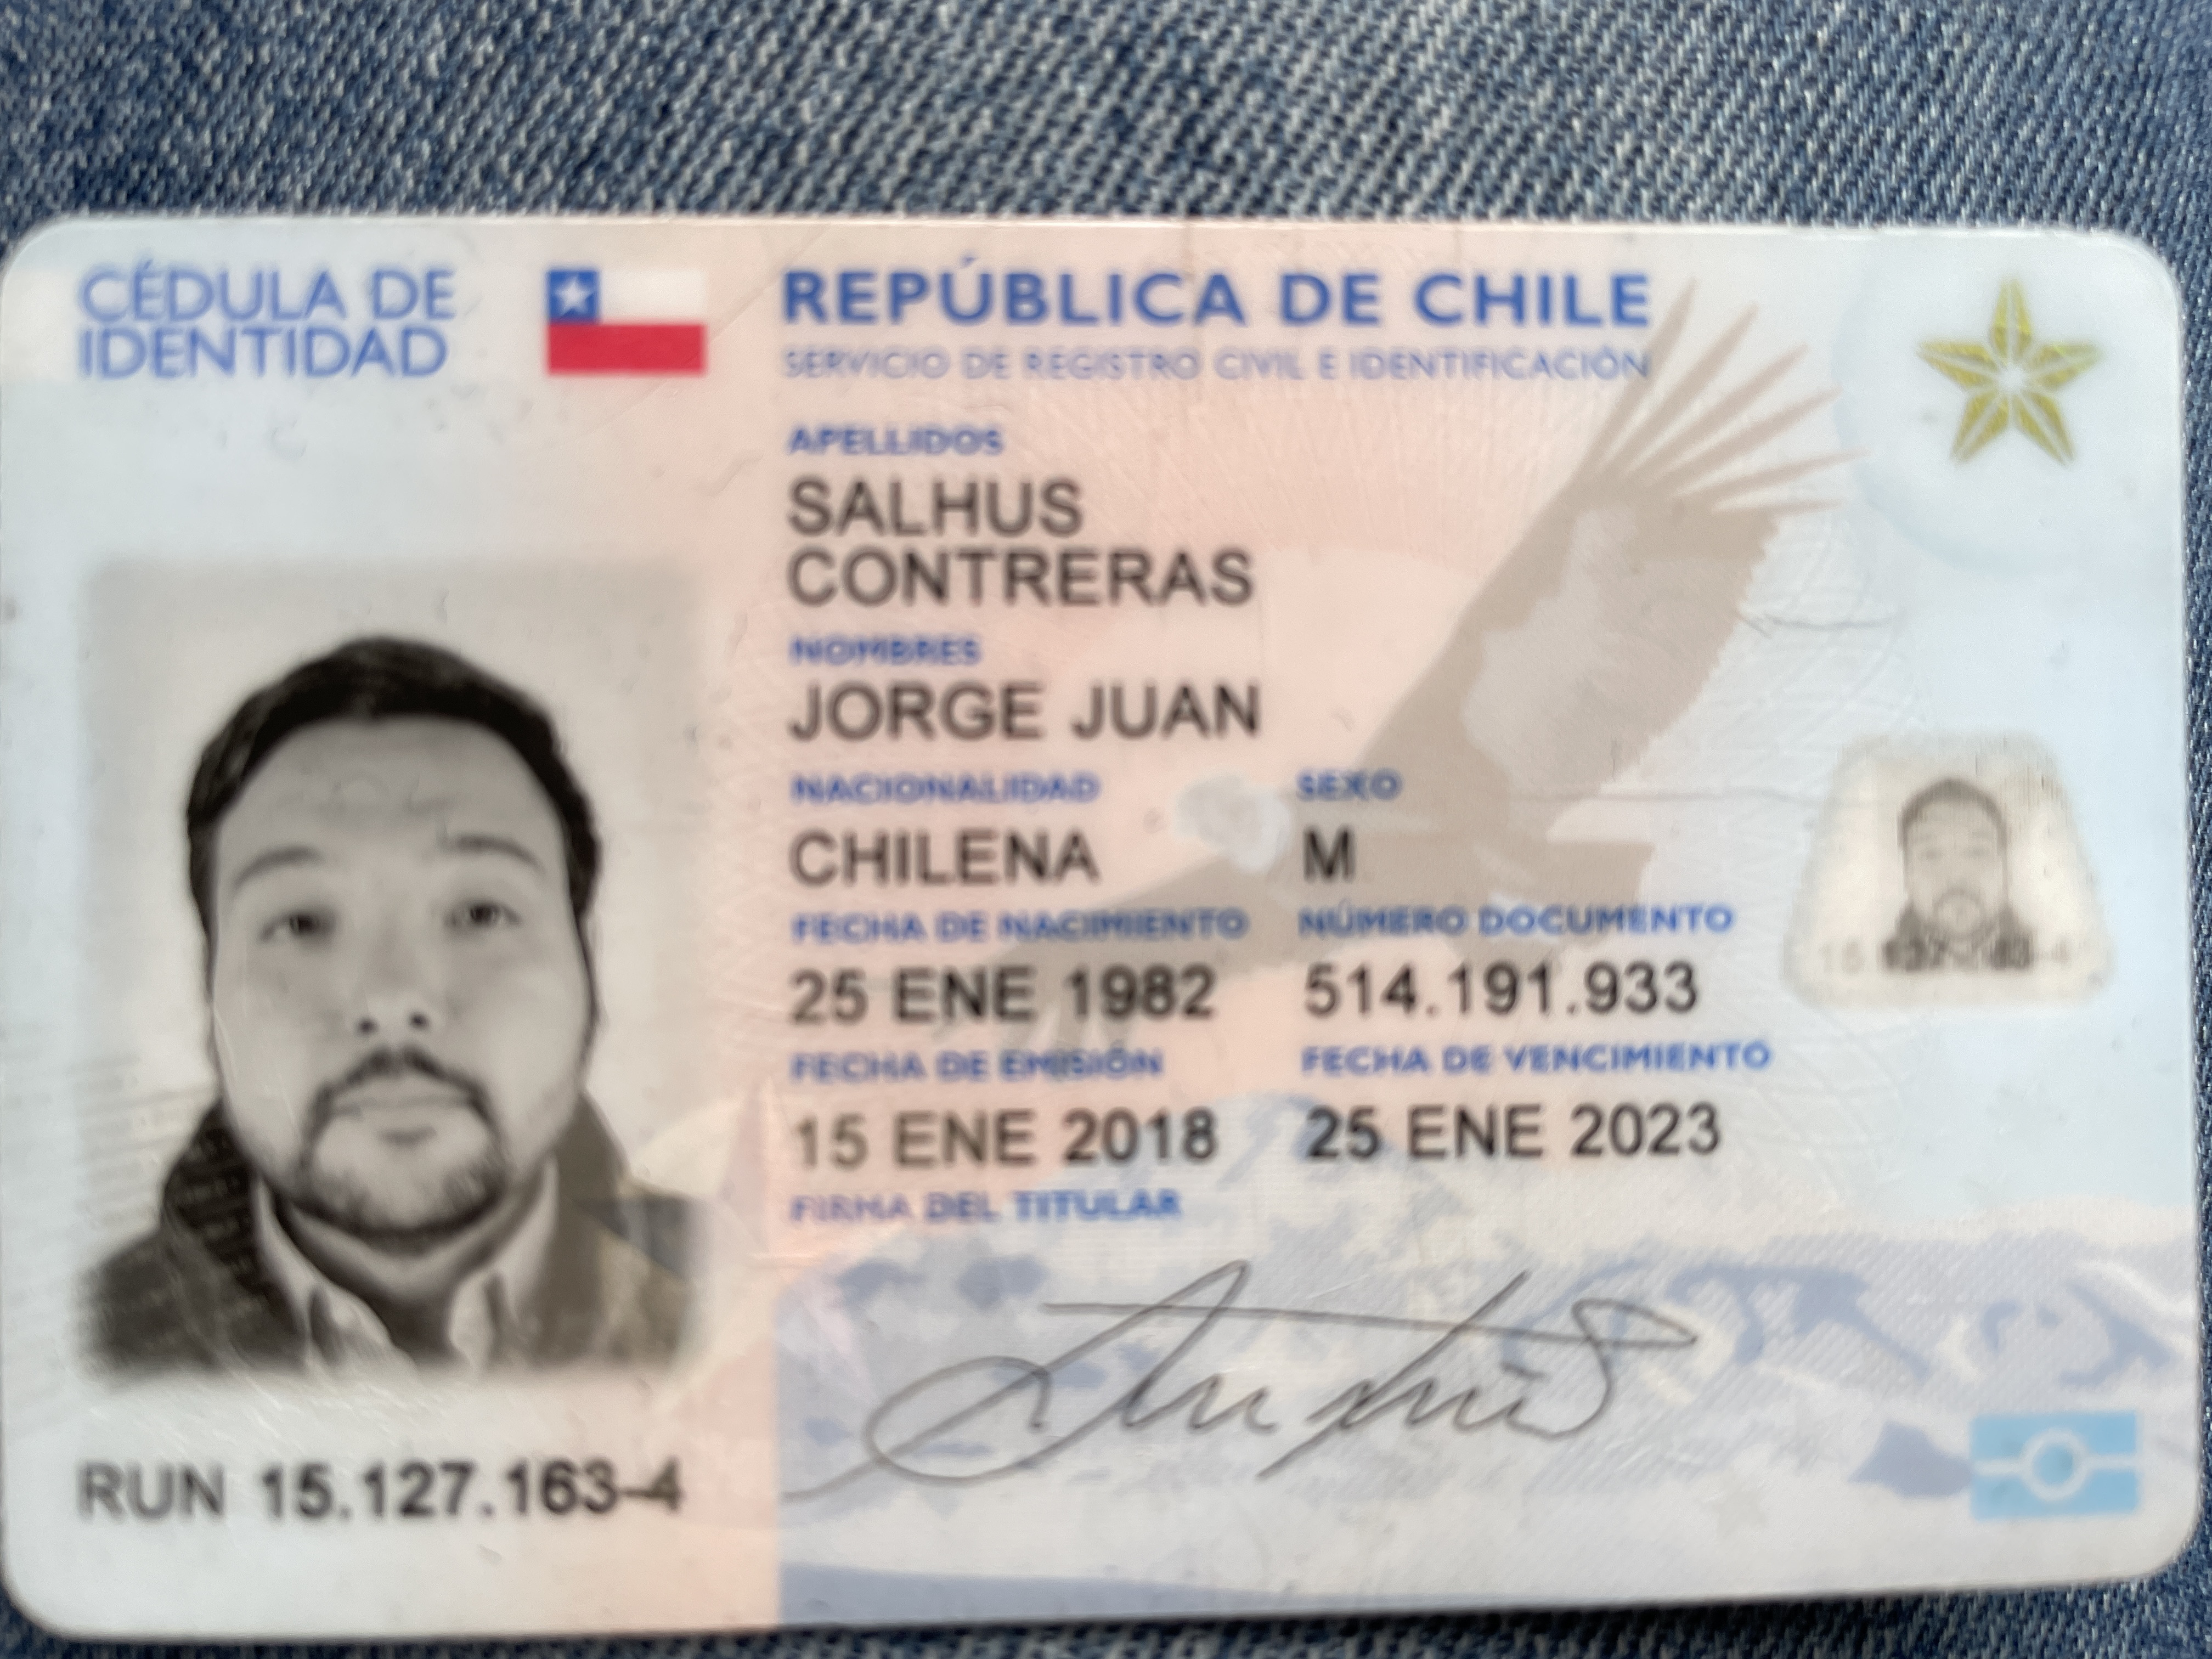 CÉDULA DE
IDENTIDAD
REPÚBLICA DE CHILE
SERVICIO DE REGISTRO CIVIL E IDENTIFICACIÓN
APELLIDOS
SALHUS
CONTRERAS
NOMBRES
JORGE JUAN
NACIONALIDAD SEXO
CHILENA M
FECHA DE NACIMIENTO NÚMERO DOCUMENTO
25 ENE 1982 514.191.933
FECHA DE EMISIÓN FECHA DE VENCIMIENTO
15 ENE 2018 25 ENE 2023
FIRMA DEL TITULAR
RUN 15.127.163-4